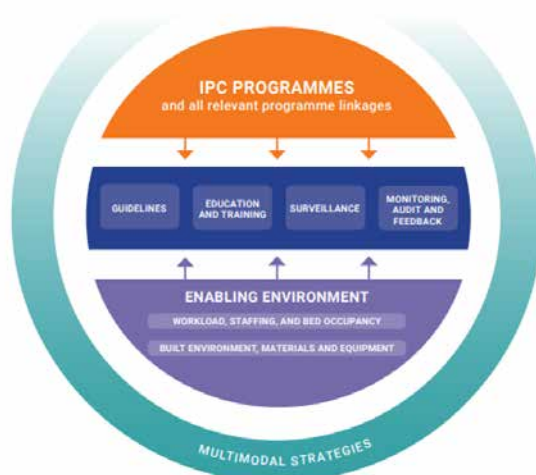 IPC PROGRAMMES
and all relevant programme linkages
GUIDELINES
EDUCATION
AND TRAINING
SURVEILLANCE
MONITORING,
AUDIT AND
FEEDBACK
ENABLING ENVIRONMENT
WORKLOAD, STAFFING, AND BED OCCUPANCY
BUILT ENVIRONMENT, MATERIALS AND EQUIPMENT
MULTIMODAL STRATEGIES